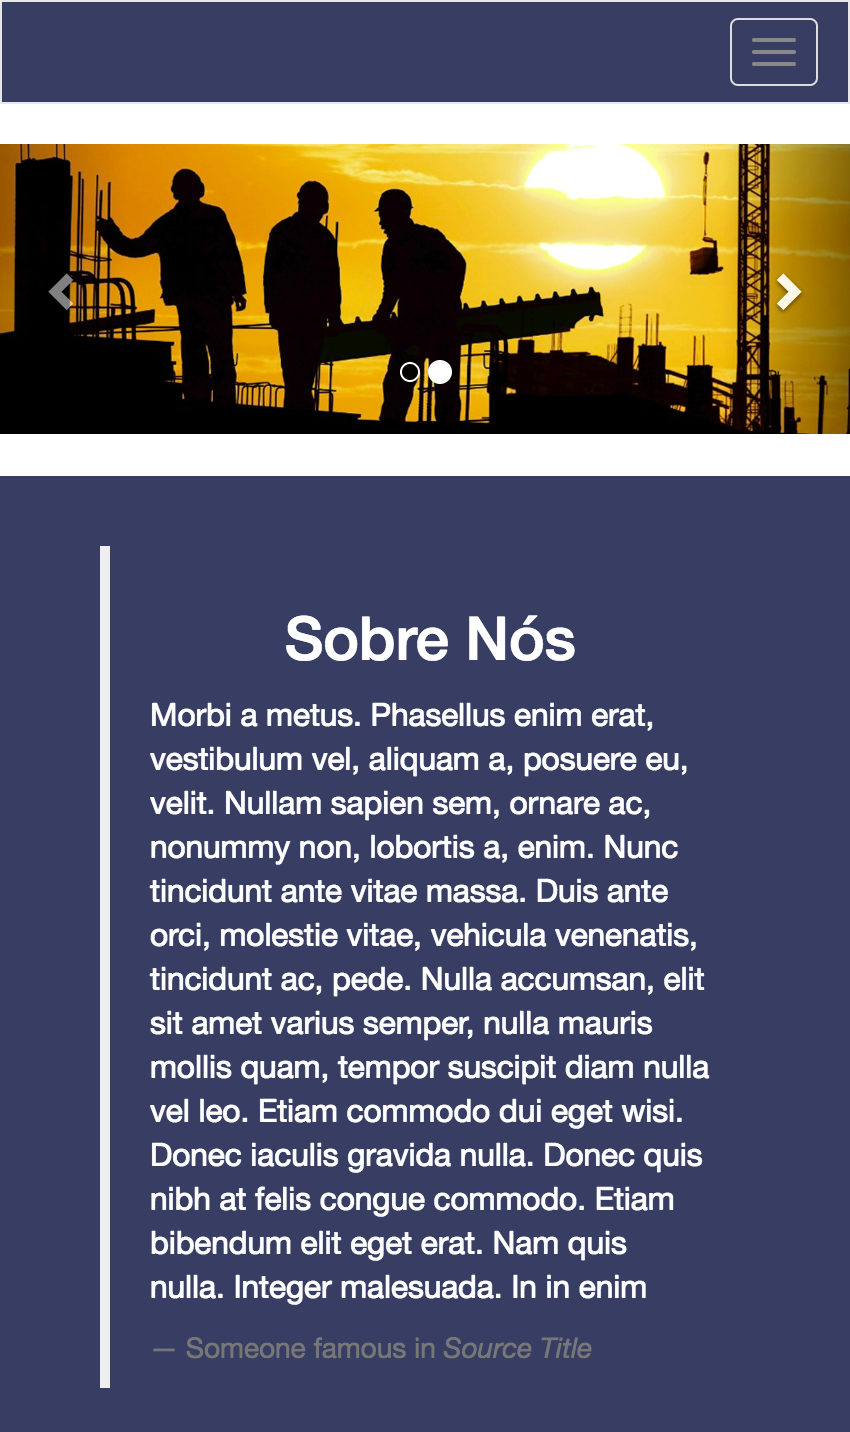 Sobre Nós
Morbi a metus. Phasellus enim erat,
vestibulum vel, aliquam a, posuere eu,
velit. Nullam sapien sem, ornare ac,
nonummy non, lobortis a, enim. Nunc
tincidunt ante vitae massa. Duis ante
orci, molestie vitae, vehicula venenatis,
tincidunt ac, pede. Nulla accumsan, elit
sit amet varius semper, nulla mauris
mollis quam, tempor suscipit diam nulla
vel leo. Etiam commodo dui eget wisi.
Donec iaculis gravida nulla. Donec quis
nibh at felis congue commodo. Etiam
bibendum elit eget erat. Nam quis
nulla. Integer malesuada. In in enim
— Someone famous in Source Title